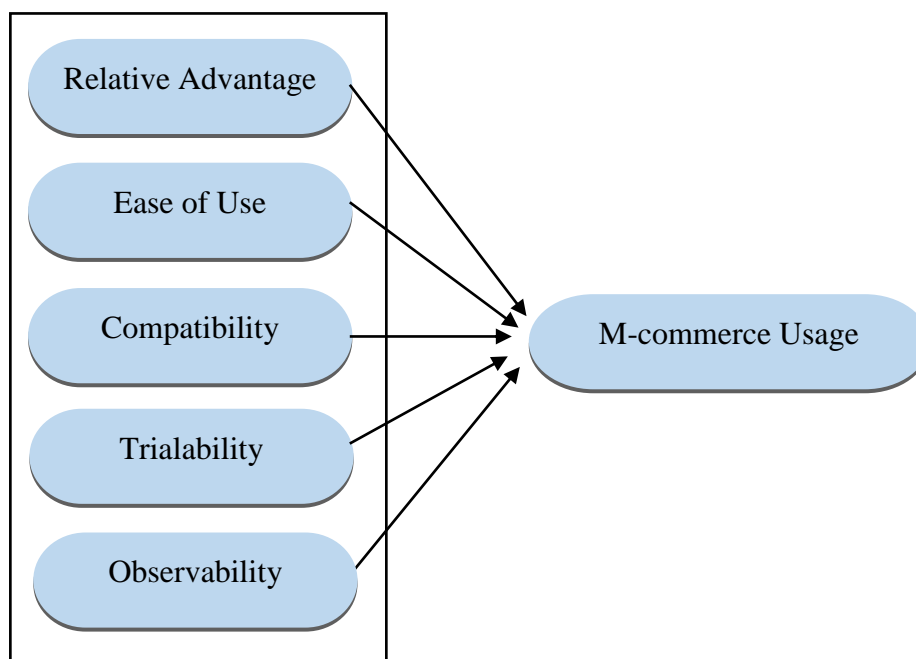 Relative Advantage
Ease of Use
Compatibility
M-commerce Usage
Trialability
Observability